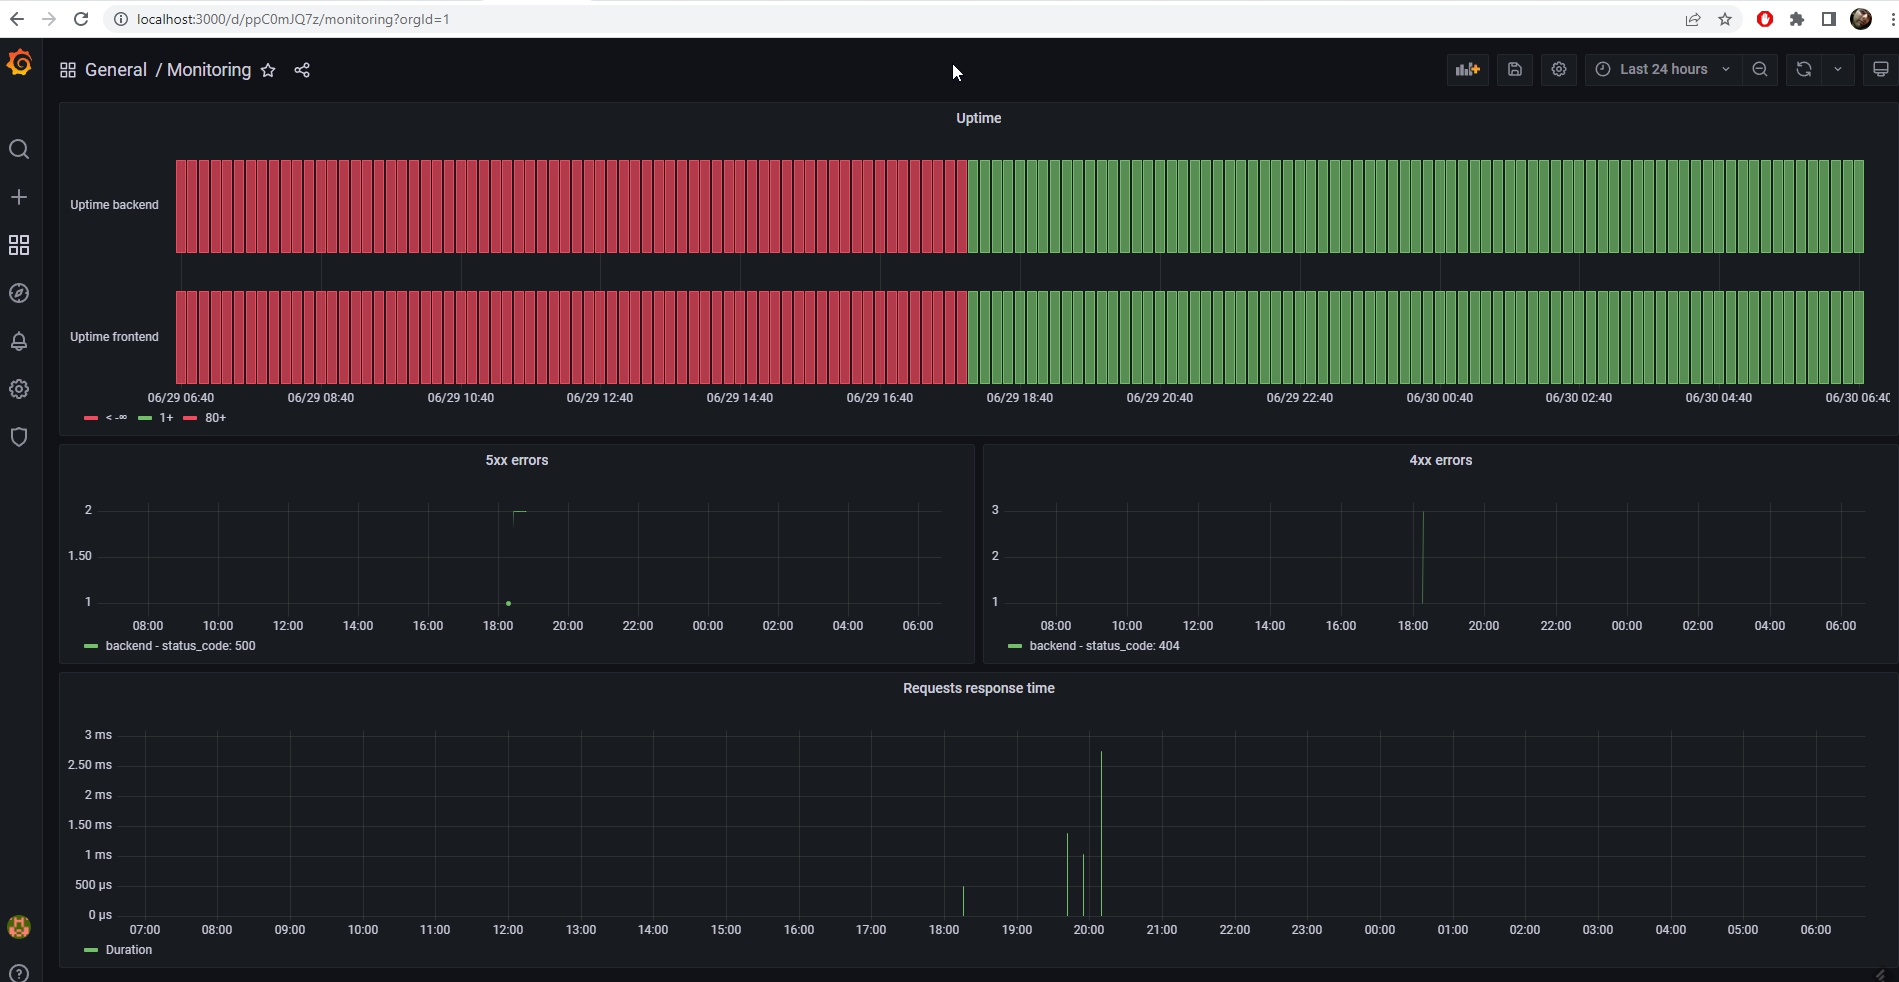 localhost:3000/d/ppC0mJQ7z/monitoring?orgId=1
General / Monitoring
Last 24 hours
Uptime
Uptime backend
Uptime frontend
06/29 06:40 06/29 08:40 06/29 10:40 06/29 12:40 06/29 14:40 06/29 16:40 06/29 18:40 06/29 20:40 06/29 22:40 06/30 00:40 06/30 02:40 06/30 04:40 06/30 06:40
< -∞ 1+ 80+
5xx errors
2
1.50
1
08:00 10:00 12:00 14:00 16:00 18:00 20:00 22:00 00:00 02:00 04:00 06:00
backend - status_code: 500
4xx errors
3
2
1
08:00 10:00 12:00 14:00 16:00 18:00 20:00 22:00 00:00 02:00 04:00 06:00
backend - status_code: 404
Requests response time
3 ms
2.50 ms
2 ms
1.50 ms
1 ms
500 µs
0 µs
07:00 08:00 09:00 10:00 11:00 12:00 13:00 14:00 15:00 16:00 17:00 18:00 19:00 20:00 21:00 22:00 23:00 00:00 01:00 02:00 03:00 04:00 05:00 06:00
Duration